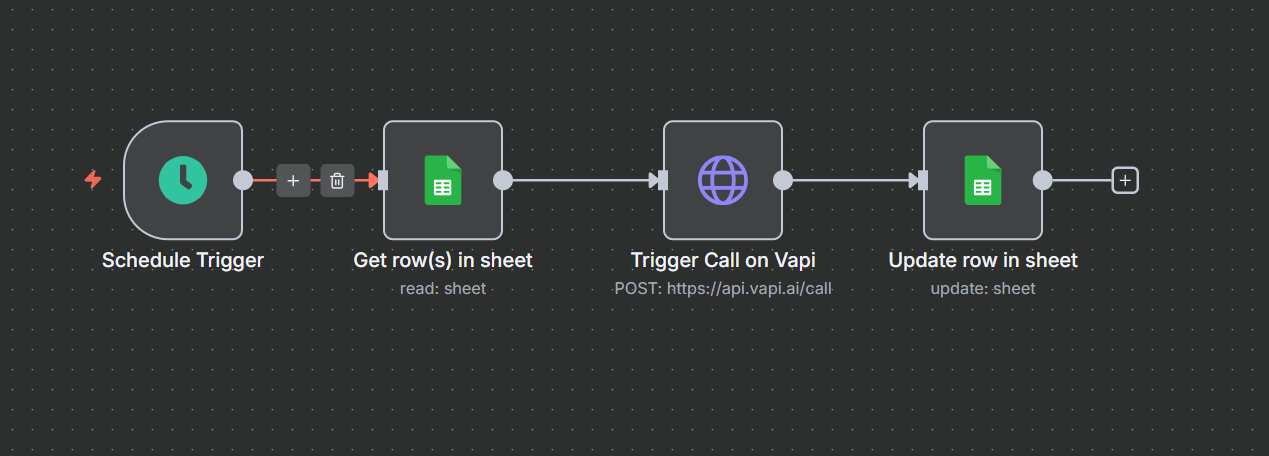 Schedule Trigger
Get row(s) in sheet
read: sheet
Trigger Call on Vapi
POST: https://api.vapi.ai/call
Update row in sheet
update: sheet